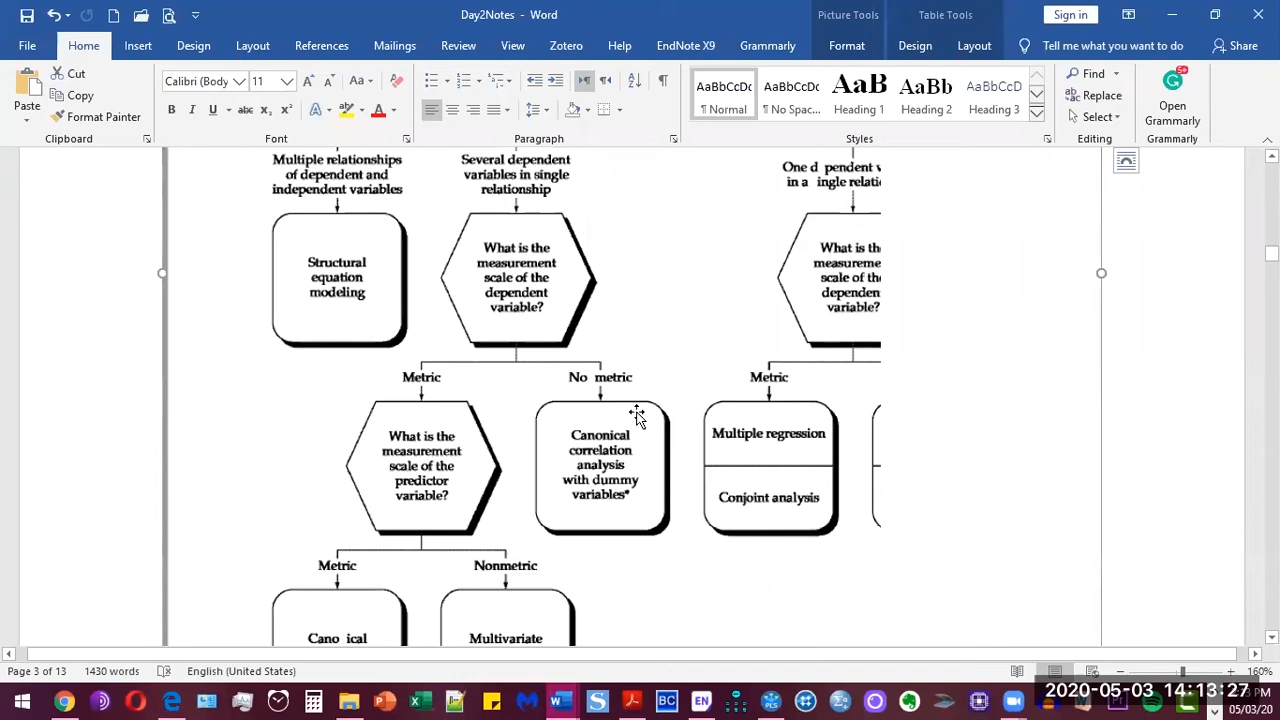 Day2Notes - Word
Picture Tools
Table Tools
Sign in
File Home Insert Design Layout References Mailings Review View Zotero Help EndNote X9 Grammarly Format Design Layout Tell me what you want to do Share
Paste
Cut
Copy
Format Painter
Clipboard
Calibri (Body
11
Font
Paragraph
AaBbCcDc
¶ Normal
AaBbCcDc
¶ No Spac...
AaB
Heading 1
AaBb
Heading 2
AaBbCcD
Heading 3
Styles
Find
Replace
Select
Editing
Open
Grammarly
Grammarly
Multiple relationships
of dependent and
independent variables
Several dependent
variables in single
relationship
One d pendent v
in a ingle relati
Structural
equation
modeling
What is the
measurement
scale of the
dependent
variable?
What is the
measureme
scale of the
dependent
variable?
Metric
No metric
Metric
What is the
measurement
scale of the
predictor
variable?
Canonical
correlation
analysis
with dummy
variables*
Multiple regression
Conjoint analysis
Metric
Nonmetric
Cano ical
Multivariate
Page 3 of 13
1430 words
English (United States)
160%
2020-05-03 14:13:27
05/03/20